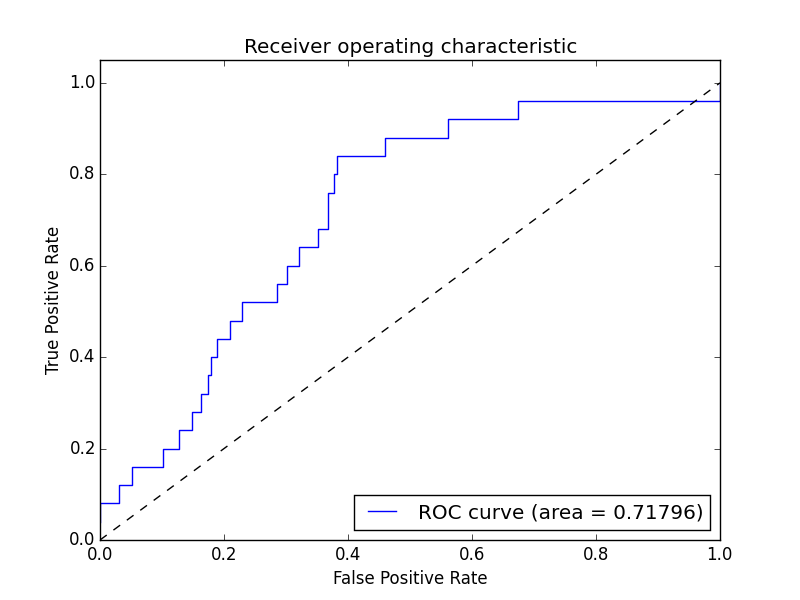 Receiver operating characteristic
1.0
0.8
0.6
0.4
0.2
0.0
True Positive Rate
ROC curve (area = 0.71796)
0.0 0.2 0.4 0.6 0.8 1.0
False Positive Rate